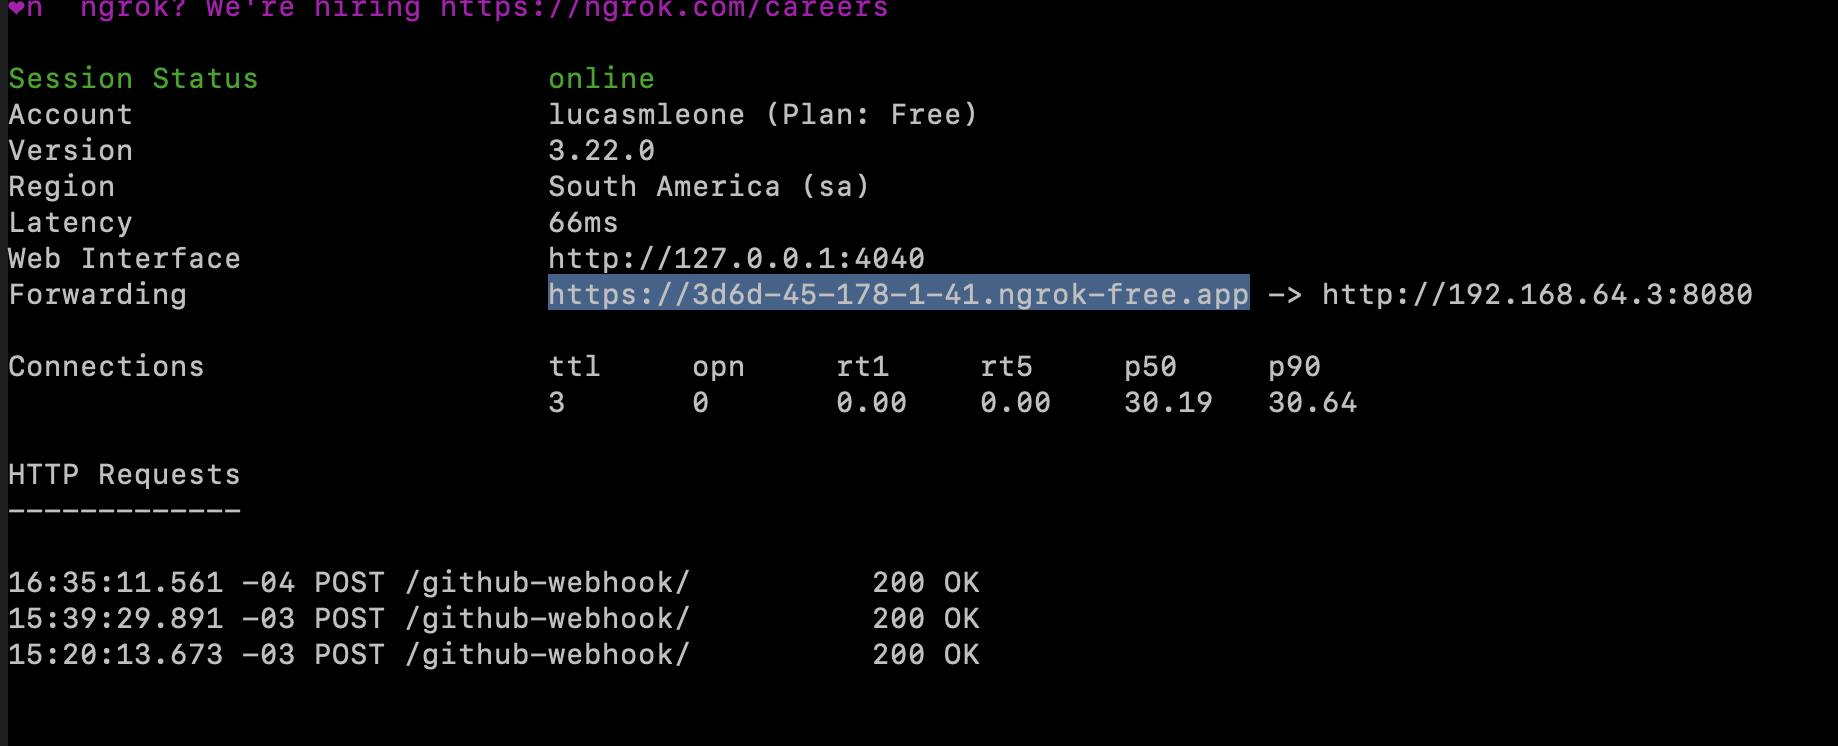 ❤n  ngrok? We're hiring https://ngrok.com/careers
Session Status online
Account lucasmleone (Plan: Free)
Version 3.22.0
Region South America (sa)
Latency 66ms
Web Interface http://127.0.0.1:4040
Forwarding https://3d6d-45-178-1-41.ngrok-free.app -> http://192.168.64.3:8080
Connections ttl opn rt1 rt5 p50 p90
3 0 0.00 0.00 30.19 30.64
HTTP Requests
-------------
16:35:11.561 -04 POST /github-webhook/ 200 OK
15:39:29.891 -03 POST /github-webhook/ 200 OK
15:20:13.673 -03 POST /github-webhook/ 200 OK